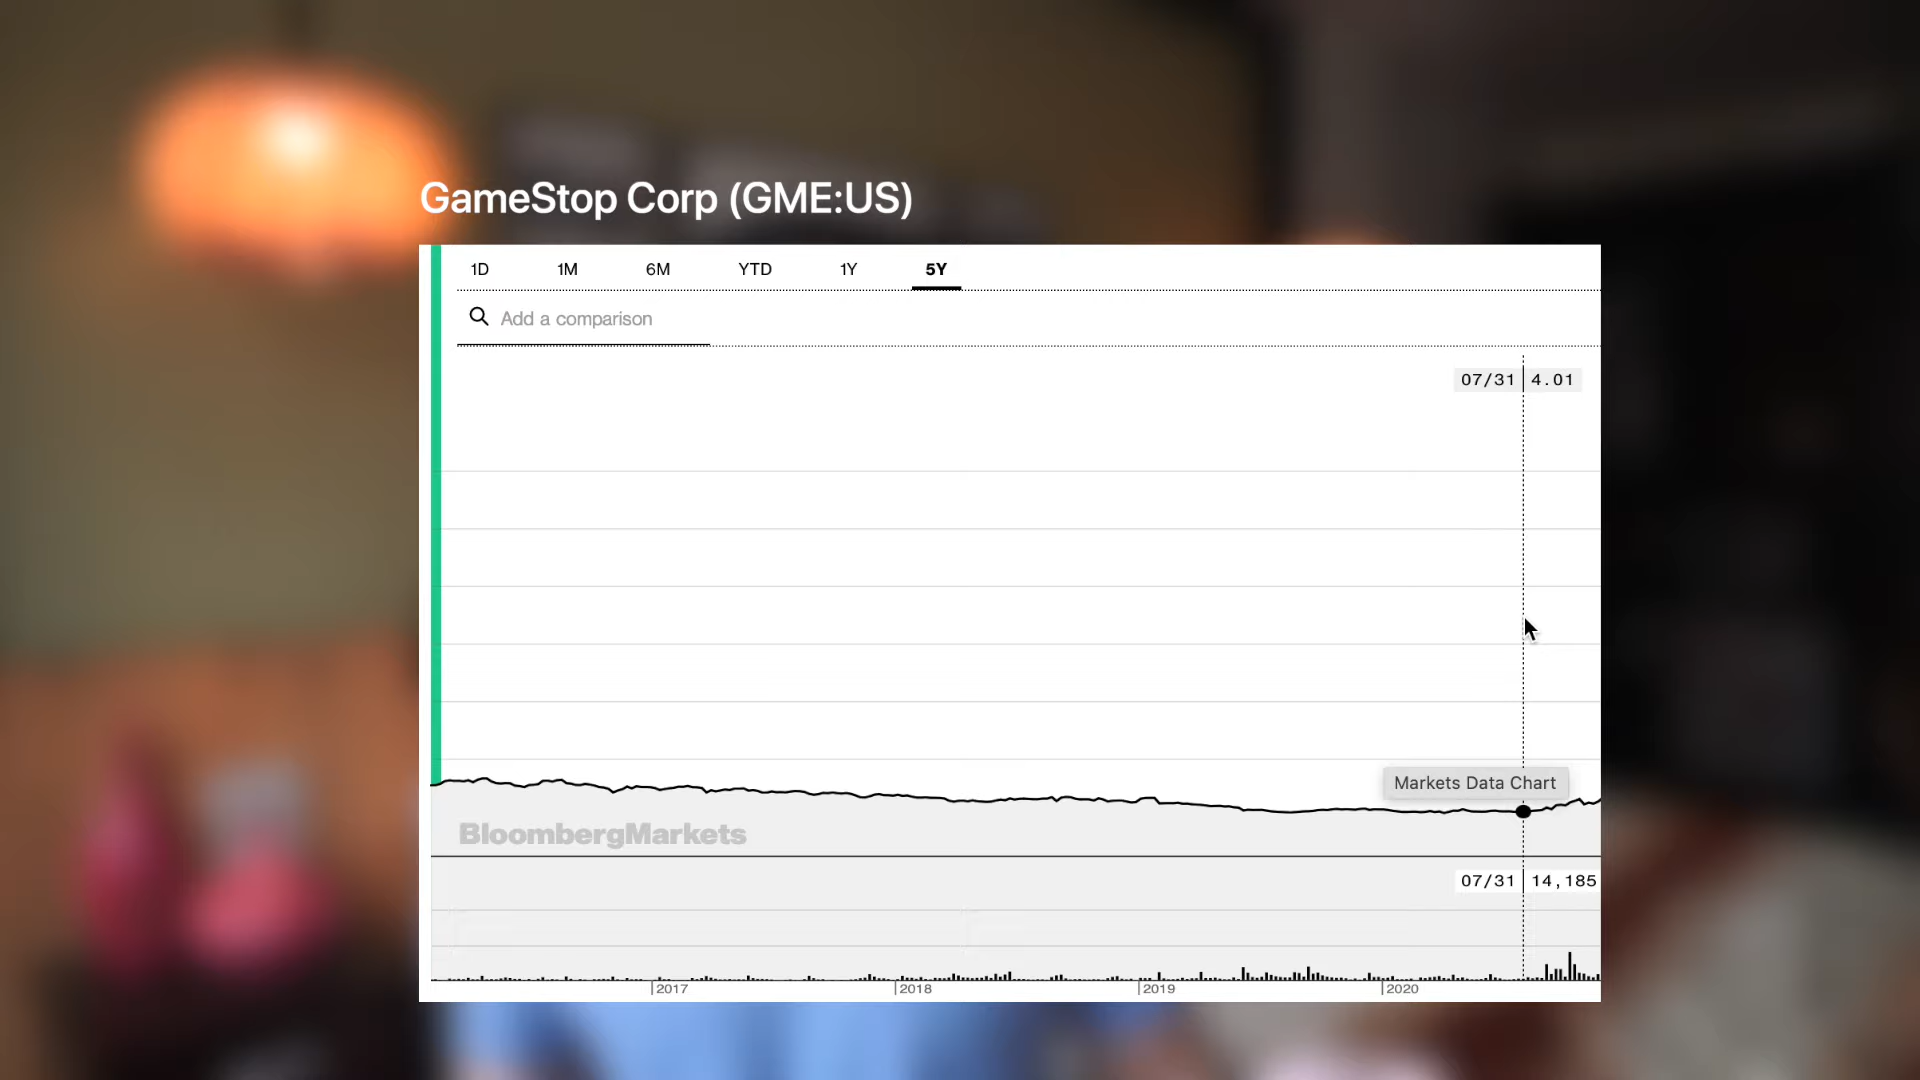 GameStop Corp (GME:US)
1D 1M 6M YTD 1Y 5Y
Add a comparison
07/31 4.01
Markets Data Chart
BloombergMarkets
07/31 14,185
2017 2018 2019 2020